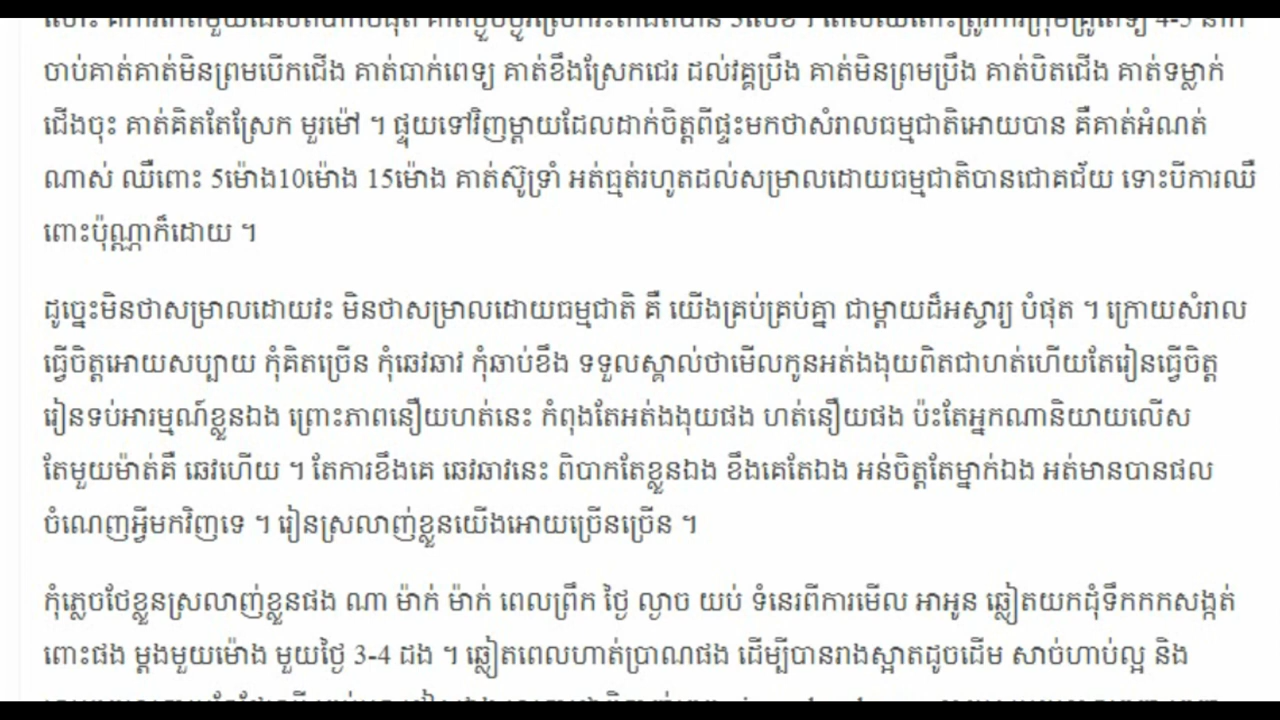 ចាប់គាត់គាត់មិនព្រមបើកជើង គាត់ធាក់ពេទ្យ គាត់ខឹងស្រែកជេរ ដល់វគ្គប្រឹង គាត់មិនព្រមប្រឹង គាត់បិតជើង គាត់ទម្លាក់
ជើងចុះ គាត់គិតតែស្រែក មួរម៉ៅ ។ ផ្ទុយទៅវិញម្តាយដែលដាក់ចិត្តពីផ្ទះមកថាសំរាលធម្មជាតិអោយបាន គឺគាត់អំណត់
ណាស់ ឈឺពោះ 5ម៉ោង10ម៉ោង 15ម៉ោង គាត់ស៊ូទ្រាំ អត់ធ្មត់រហូតដល់សម្រាលដោយធម្មជាតិបានជោគជ័យ ទោះបីការឈឺ
ពោះប៉ុណ្ណាក៏ដោយ ។
ដូច្នេះមិនថាសម្រាលដោយវះ មិនថាសម្រាលដោយធម្មជាតិ គឺ យើងគ្រប់គ្រប់គ្នា ជាម្តាយដ៏អស្ចារ្យ បំផុត ។ ក្រោយសំរាល
ធ្វើចិត្តអោយសប្បាយ កុំគិតច្រើន កុំឆេវឆាវ កុំឆាប់ខឹង ទទួលស្គាល់ថាមើលកូនអត់ងងុយពិតជាហត់ហើយតែរៀនធ្វើចិត្ត
រៀនទប់អារម្មណ៍ខ្លួនឯង ព្រោះភាពនឿយហត់នេះ កំពុងតែអត់ងងុយផង ហត់នឿយផង ប៉ះតែអ្នកណានិយាយលើស
តែមួយម៉ាត់គឺ ឆេវហើយ ។ តែការខឹងគេ ឆេវឆាវនេះ ពិបាកតែខ្លួនឯង ខឹងគេតែឯង អន់ចិត្តតែម្នាក់ឯង អត់មានបានផល
ចំណេញអ្វីមកវិញទេ ។ រៀនស្រលាញ់ខ្លួនយើងអោយច្រើនច្រើន ។
កុំភ្លេចថែខ្លួនស្រលាញ់ខ្លួនផង ណា ម៉ាក់ ម៉ាក់ ពេលព្រឹក ថ្ងៃ ល្ងាច យប់ ទំនេរពីការមើល អាអូន ឆ្លៀតយកដុំទឹកកកសង្កត់
ពោះផង ម្តងមួយម៉ោង មួយថ្ងៃ 3-4 ដង ។ ឆ្លៀតពេលហាត់ប្រាណផង ដើម្បីបានរាងស្អាតដូចដើម សាច់ហាប់ល្អ និង